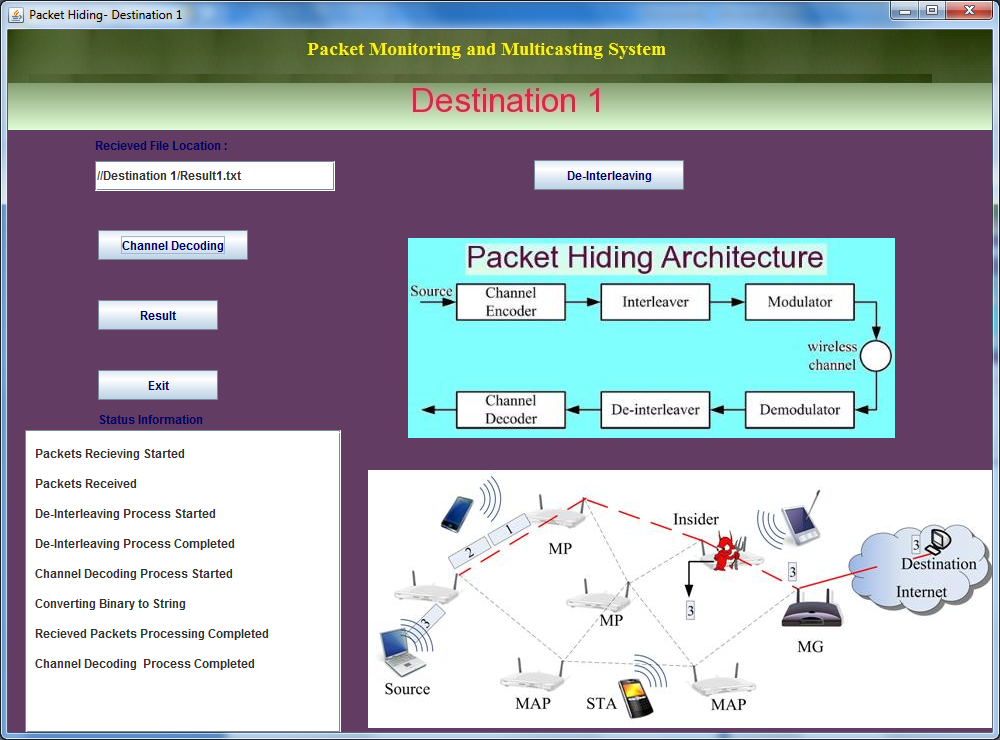 Packet Hiding- Destination 1
Packet Monitoring and Multicasting System
Destination 1
Recieved File Location :
//Destination 1/Result1.txt
De-Interleaving
Channel Decoding
Result
Exit
Status Information
Packets Recieving Started
Packets Received
De-Interleaving Process Started
De-Interleaving Process Completed
Channel Decoding Process Started
Converting Binary to String
Recieved Packets Processing Completed
Channel Decoding  Process Completed
Packet Hiding Architecture
Source
Channel
Encoder
Interleaver
Modulator
wireless
channel
Channel
Decoder
De-interleaver
Demodulator
1
2
MP
Insider
3
3
3
Destination
Internet
MP
3
MG
Source
MAP
STA
MAP